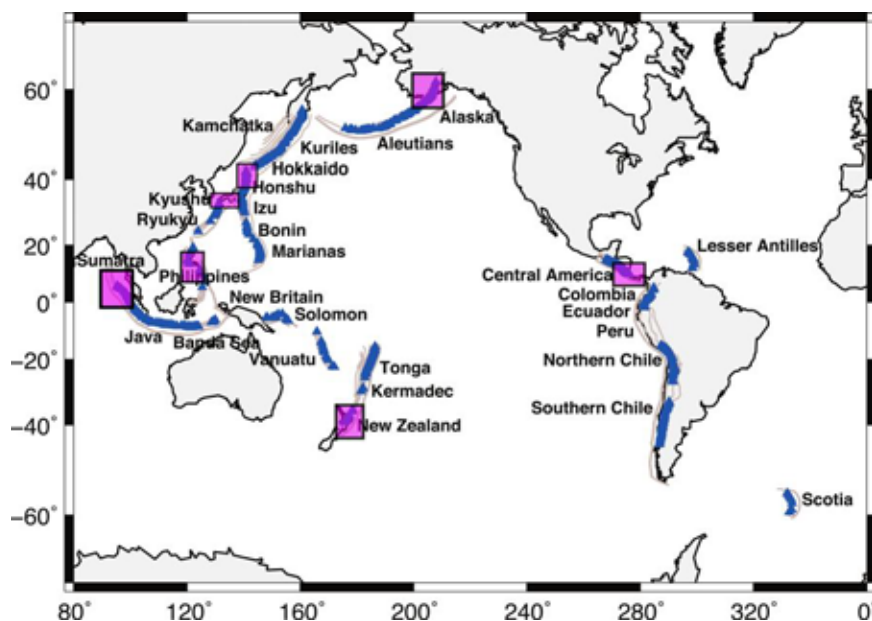 60°
Alaska
Kamchatka
Kuriles
Aleutians
Hokkaido
40°
Honshu
Kyushu
Izu
Ryukyu
Bonin
20°
Marianas
Lesser Antilles
Sumatra
Philippines
Central America
New Britain
Colombia
0°
Solomon
Ecuador
Java
Banda Sea
Peru
Vanuatu
Northern Chile
−20°
Tonga
Kermadec
Southern Chile
−40°
New Zealand
Scotia
−60°
80° 120° 160° 200° 240° 280° 320° 0°